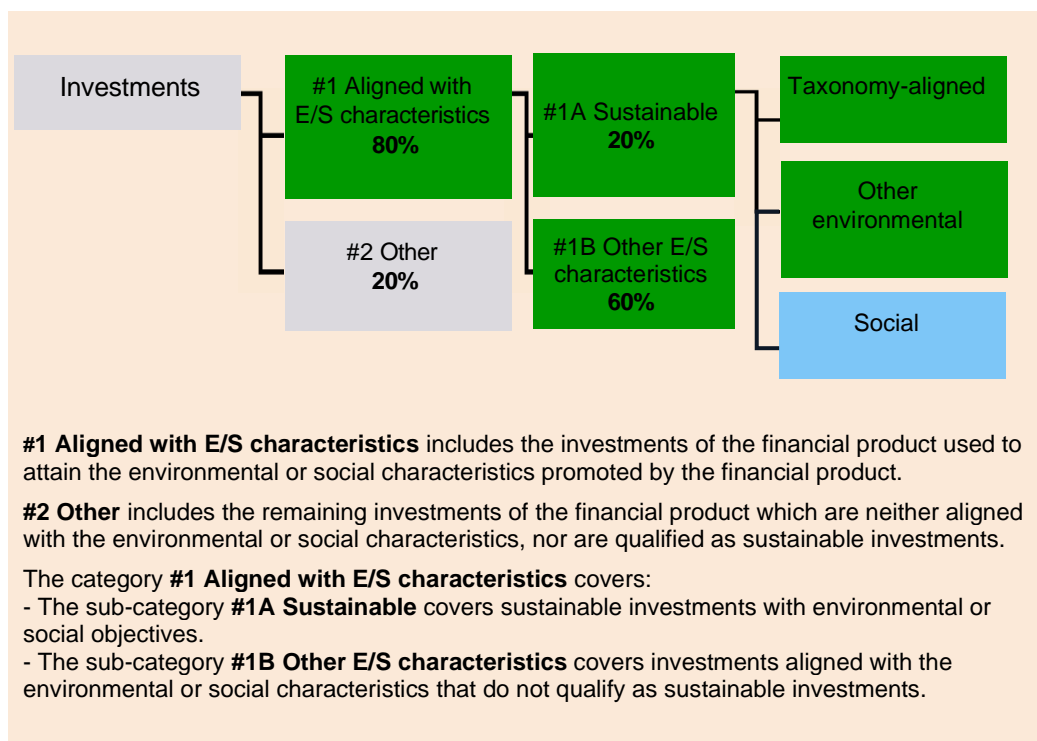 Investments
#1 Aligned with
E/S characteristics
80%
#2 Other
20%
#1A Sustainable
20%
#1B Other E/S
characteristics
60%
Taxonomy-aligned
Other
environmental
Social
#1 Aligned with E/S characteristics includes the investments of the financial product used to
attain the environmental or social characteristics promoted by the financial product.
#2 Other includes the remaining investments of the financial product which are neither aligned
with the environmental or social characteristics, nor are qualified as sustainable investments.
The category #1 Aligned with E/S characteristics covers:
- The sub-category #1A Sustainable covers sustainable investments with environmental or
social objectives.
- The sub-category #1B Other E/S characteristics covers investments aligned with the
environmental or social characteristics that do not qualify as sustainable investments.